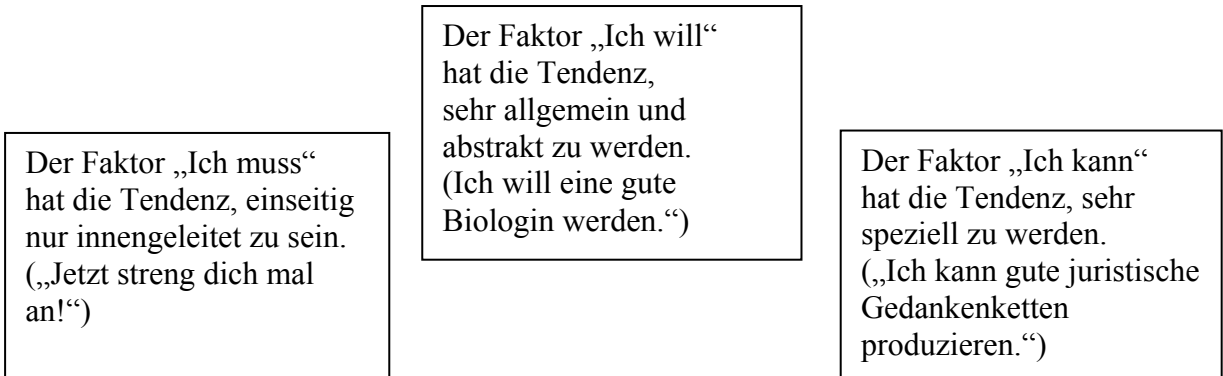 Der Faktor „Ich muss“
hat die Tendenz, einseitig
nur innengeleitet zu sein.
(„Jetzt streng dich mal
an!“)
Der Faktor „Ich will“
hat die Tendenz,
sehr allgemein und
abstrakt zu werden.
(Ich will eine gute
Biologin werden.“)
Der Faktor „Ich kann“
hat die Tendenz, sehr
speziell zu werden.
(„Ich kann gute juristische
Gedankenketten
produzieren.“)